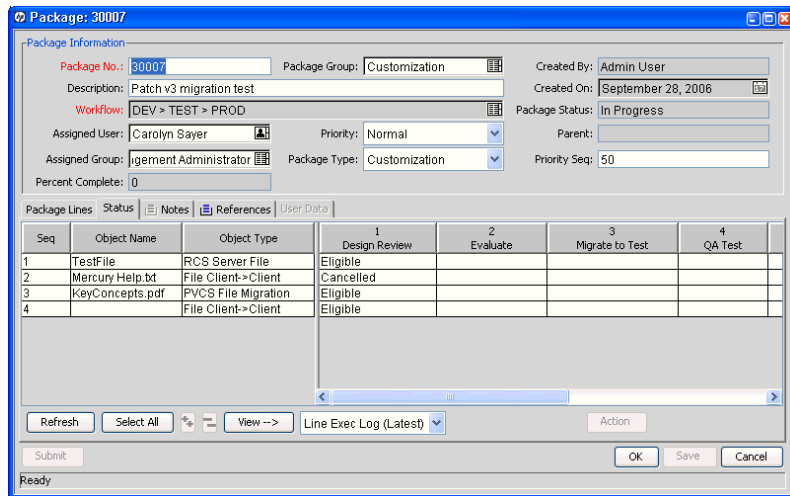 Package: 30007
Package Information
Package No.: 30007 Package Group: Customization Created By: Admin User
Description: Patch v3 migration test Created On: September 28, 2006
Workflow: DEV > TEST > PROD Package Status: In Progress
Assigned User: Carolyn Sayer Priority: Normal Parent:
Assigned Group: gement Administrator Package Type: Customization Priority Seq: 50
Percent Complete: 0
Package Lines Status Notes References User Data
Seq Object Name Object Type 1 Design Review 2 Evaluate 3 Migrate to Test 4 QA Test
1 TestFile RCS Server File Eligible
2 Mercury Help.txt File Client->Client Cancelled
3 KeyConcepts.pdf PVCS File Migration Eligible
4 File Client->Client Eligible
Refresh Select All View --> Line Exec Log (Latest) Action
Submit OK Save Cancel
Ready